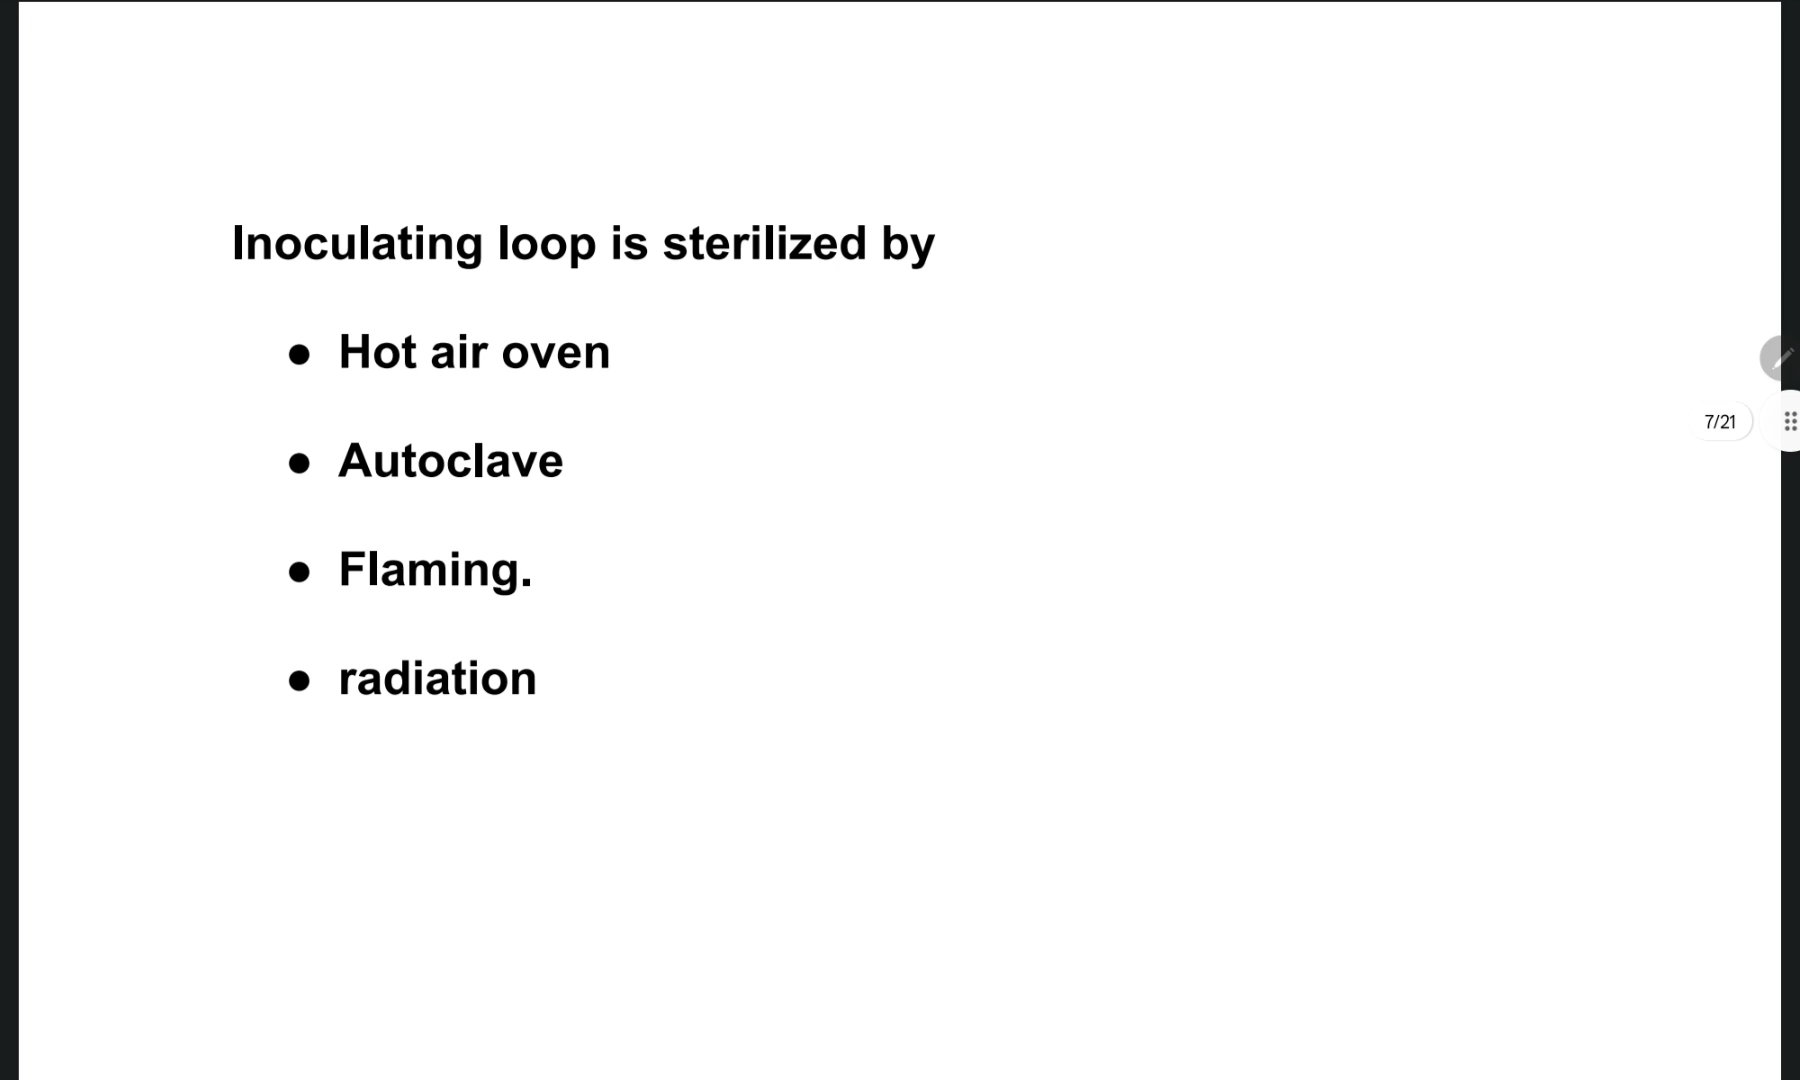 Inoculating loop is sterilized by
● Hot air oven
● Autoclave
7/21
● Flaming.
● radiation